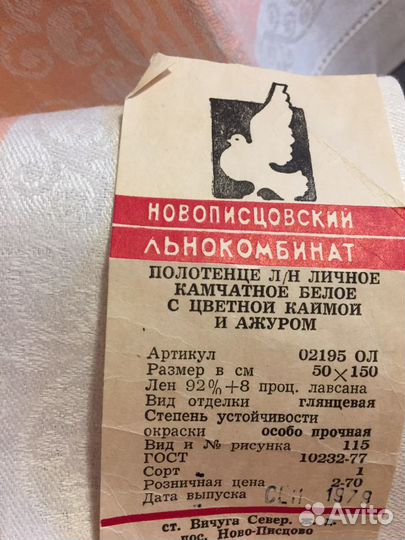 НОВОПИСЦОВСКИЙ
ЛЬНОКОМБИНАТ
ПОЛОТЕНЦЕ Л/Н ЛИЧНОЕ
КАМЧАТНОЕ БЕЛОЕ
С ЦВЕТНОЙ КАЙМОЙ
И АЖУРОМ
Артикул 02195 ОЛ
Размер в см 50×150
Лен 92%+8 проц. лавсана
Вид отделки глянцевая
Степень устойчивости
окраски особо прочная
Вид и № рисунка 115
ГОСТ 10232-77
Сорт 1
Розничная цена 2-70
Дата выпуска СЕН 1979
ст. Вичуга Север.
пос. Ново-Писцово
Avito